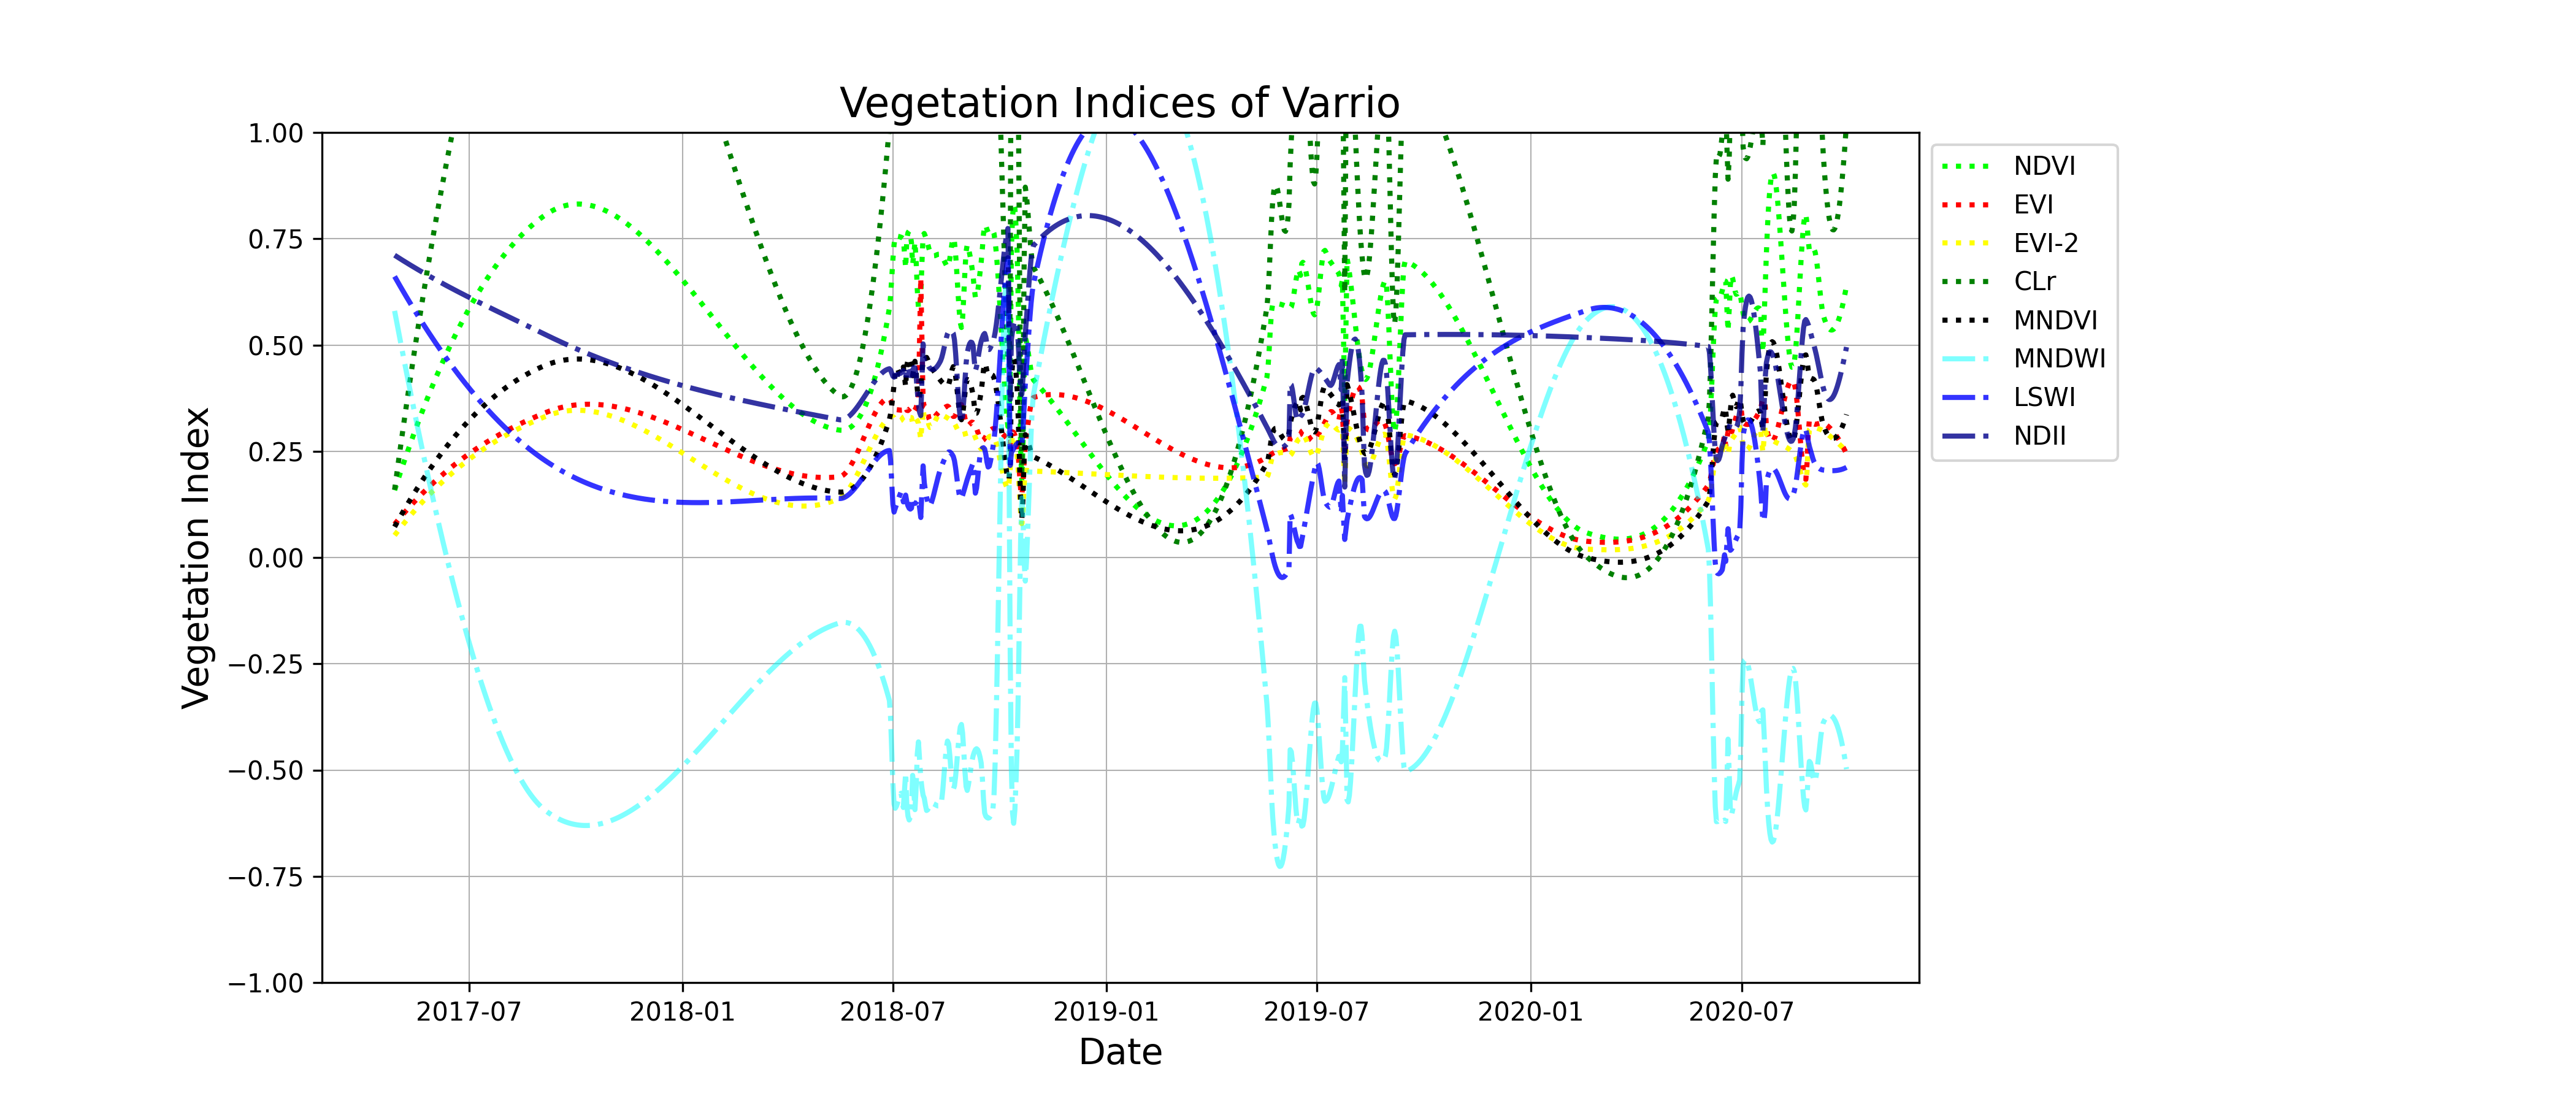 Vegetation Indices of Varrio
1.00
0.75
0.50
0.25
0.00
−0.25
−0.50
−0.75
−1.00
Vegetation Index
2017-07
2018-01
2018-07
2019-01
2019-07
2020-01
2020-07
Date
NDVI
EVI
EVI-2
CLr
MNDVI
MNDWI
LSWI
NDII